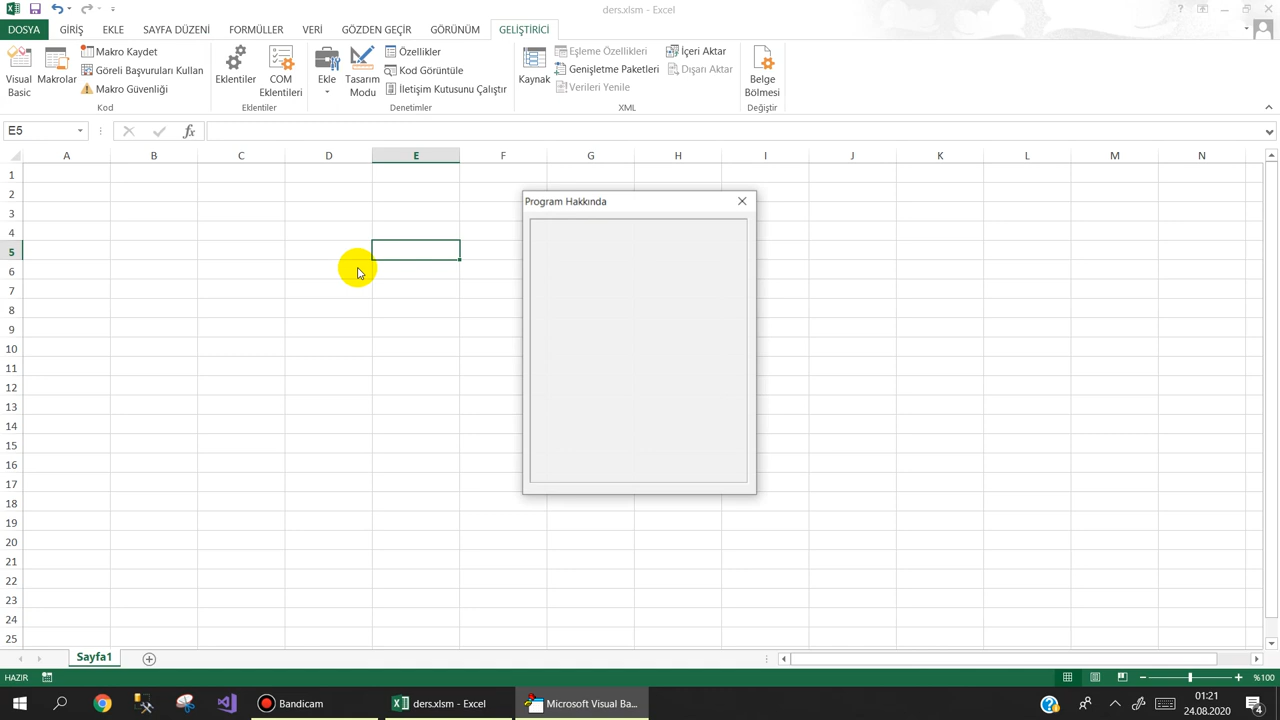 ders.xlsm - Excel
DOSYA GİRİŞ EKLE SAYFA DÜZENİ FORMÜLLER VERİ GÖZDEN GEÇİR GÖRÜNÜM GELİŞTİRİCİ
Visual Basic
Makrolar
Makro Kaydet
Göreli Başvuruları Kullan
Makro Güvenliği
Kod
Eklentiler
COM Eklentileri
Eklentiler
Ekle
Tasarım Modu
Özellikler
Kod Görüntüle
İletişim Kutusunu Çalıştır
Denetimler
Kaynak
Eşleme Özellikleri
Genişletme Paketleri
Verileri Yenile
İçeri Aktar
Dışarı Aktar
XML
Belge Bölmesi
Değiştir
E5 fx
A B C D E F G H I J K L M N
1
2
3
4
5
6
7
8
9
10
11
12
13
14
15
16
17
18
19
20
21
22
23
24
25
Program Hakkında
Sayfa1
HAZIR %100
Bandicam ders.xlsm - Excel Microsoft Visual Ba...
01:21
24.08.2020
4